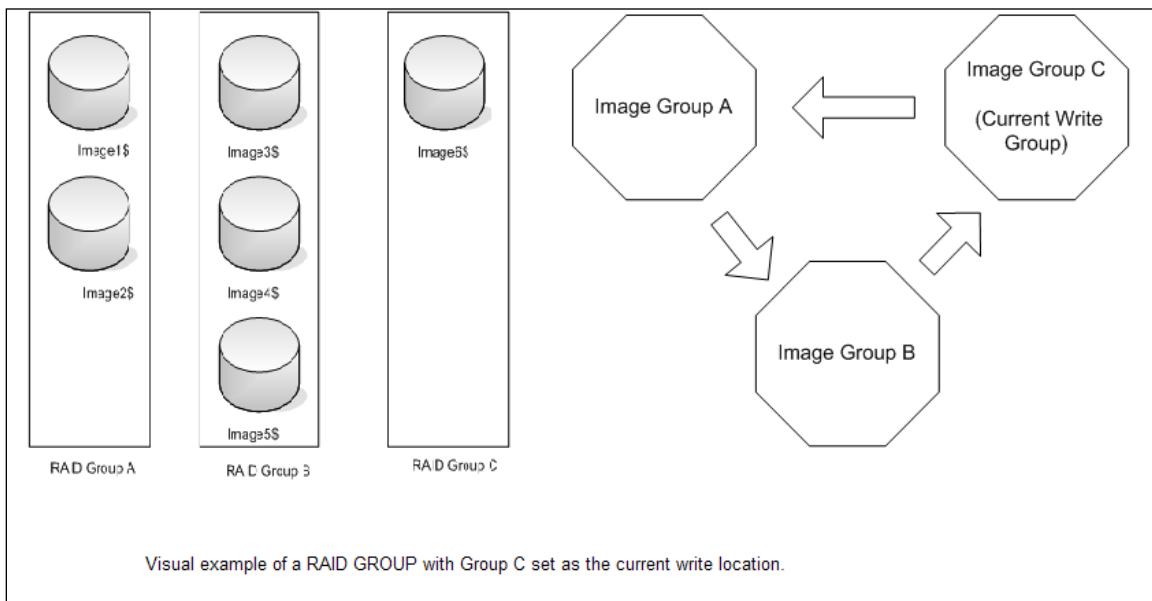 Image1$
Image2$
RAID Group A
Image3$
Image4$
Image5$
RAID Group B
Image6$
RAID Group C
Image Group A
Image Group C
(Current Write
Group)
Image Group B
Visual example of a RAID GROUP with Group C set as the current write location.